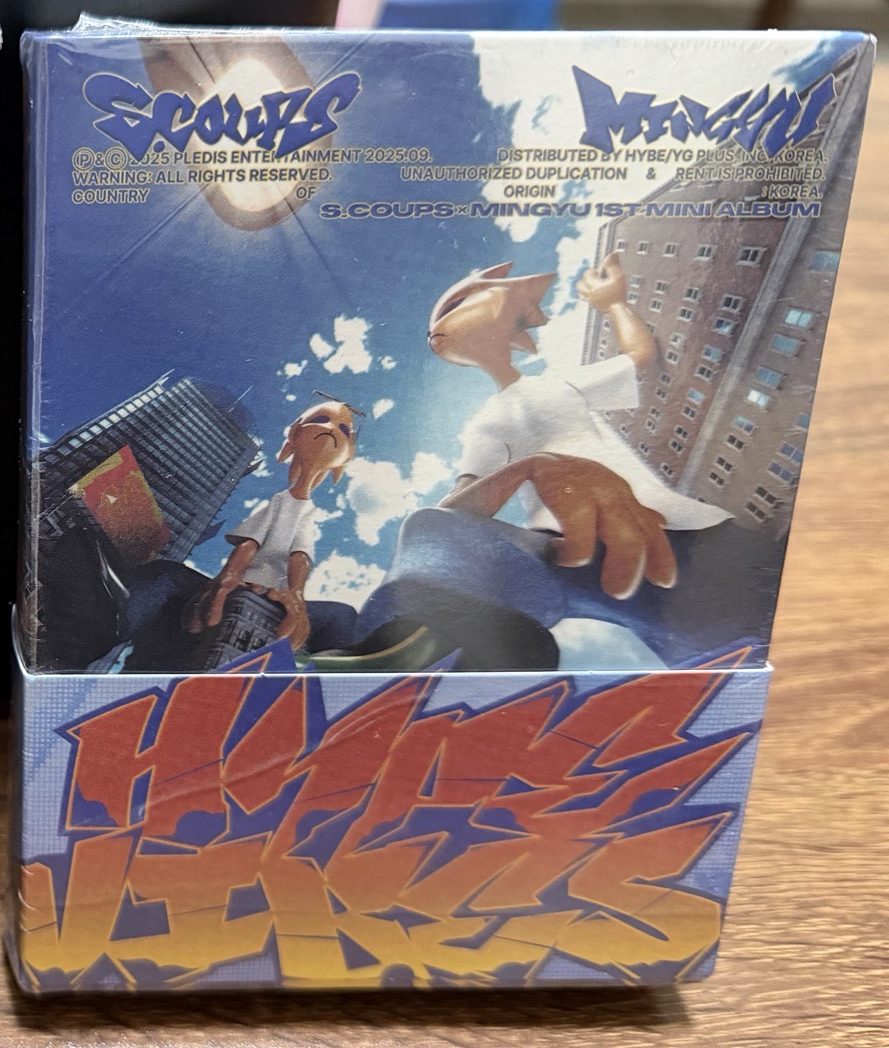 S.COUPS MINGYU
Ⓟ&Ⓒ 2025 PLEDIS ENTERTAINMENT 2025.09. DISTRIBUTED BY HYBE/YG PLUS, INC. KOREA.
WARNING: ALL RIGHTS RESERVED. UNAUTHORIZED DUPLICATION & RENT IS PROHIBITED.
COUNTRY OF ORIGIN : KOREA.
S.COUPS×MINGYU 1ST MINI ALBUM
HYPE
VIBES